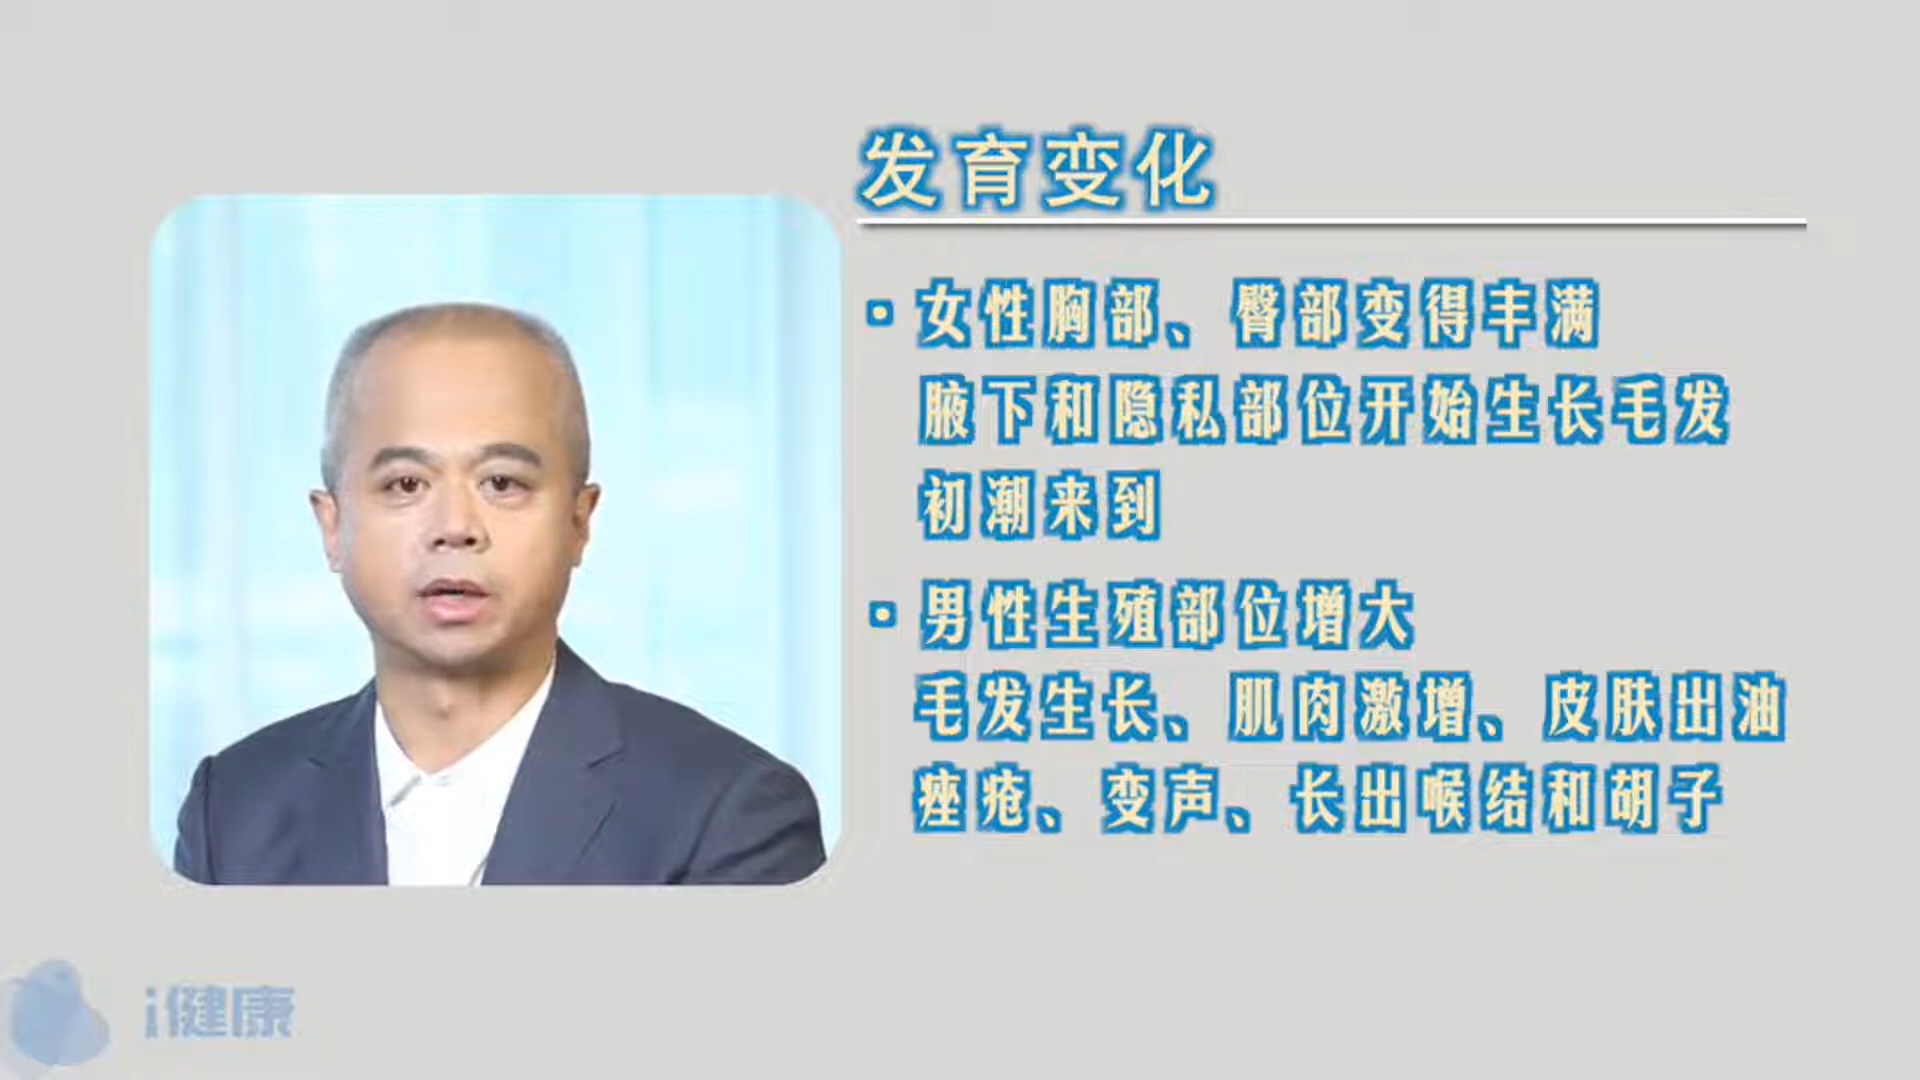 发育变化
·女性胸部、臀部变得丰满
腋下和隐私部位开始生长毛发
初潮来到
·男性生殖部位增大
毛发生长、肌肉激增、皮肤出油
痤疮、变声、长出喉结和胡子
i健康